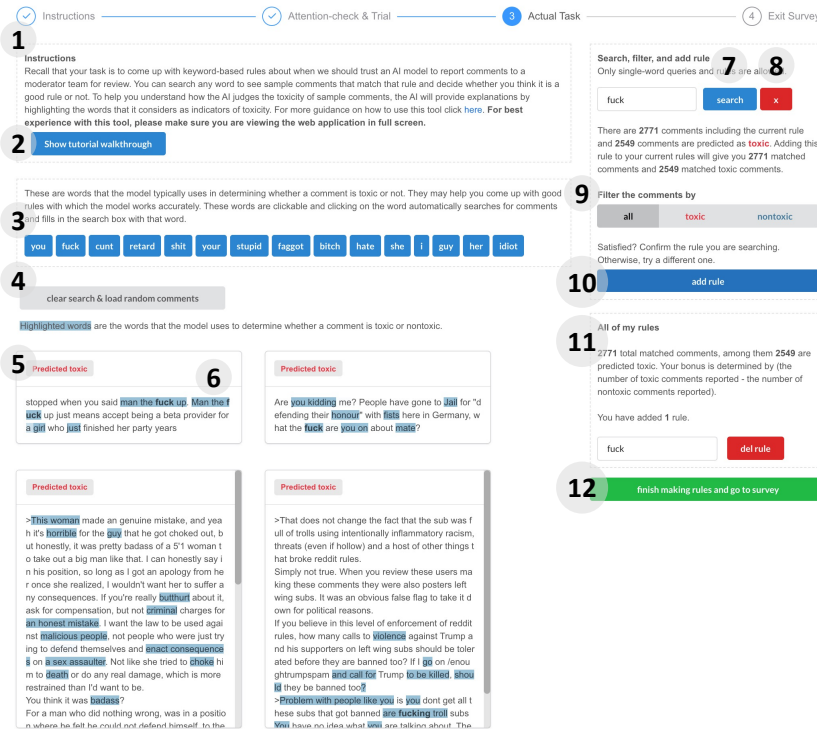 Instructions
Attention-check & Trial
3 Actual Task
4 Exit Survey
1
Instructions
Recall that your task is to come up with keyword-based rules about when we should trust an AI model to report comments to a
moderator team for review. You can search any word to see sample comments that match that rule and decide whether you think it is a
good rule or not. To help you understand how the AI judges the toxicity of sample comments, the AI will provide explanations by
highlighting the words that it considers as indicators of toxicity. For more guidance on how to use this tool click here. For best
experience with this tool, please make sure you are viewing the web application in full screen.
2
Show tutorial walkthrough
These are words that the model typically uses in determining whether a comment is toxic or not. They may help you come up with good
rules with which the model works accurately. These words are clickable and clicking on the word automatically searches for comments
and fills in the search box with that word.
3
you fuck cunt retard shit your stupid faggot bitch hate she i guy her idiot
4
clear search & load random comments
Highlighted words are the words that the model uses to determine whether a comment is toxic or nontoxic.
5
Predicted toxic
6
stopped when you said man the fuck up. Man the f
uck up just means accept being a beta provider for
a girl who just finished her party years
Predicted toxic
Are you kidding me? People have gone to Jail for "d
efending their honour" with fists here in Germany, w
hat the fuck are you on about mate?
Predicted toxic
>This woman made an genuine mistake, and yea
h it's horrible for the guy that he got choked out, b
ut honestly, it was pretty badass of a 5'1 woman t
o take out a big man like that. I can honestly say i
n his position, so long as I got an apology from he
r once she realized, I wouldn't want her to suffer a
ny consequences. If you're really butthurt about it,
ask for compensation, but not criminal charges for
an honest mistake. I want the law to be used agai
nst malicious people, not people who were just try
ing to defend themselves and enact consequence
s on a sex assaulter. Not like she tried to choke hi
m to death or do any real damage, which is more
restrained than I'd want to be.
You think it was badass?
For a man who did nothing wrong, was in a positio
n where he felt he could not defend himself, to the
Predicted toxic
>That does not change the fact that the sub was f
ull of trolls using intentionally inflammatory racism,
threats (even if hollow) and a host of other things t
hat broke reddit rules.
Simply not true. When you review these users ma
king these comments they were also posters left
wing subs. It was an obvious false flag to take it d
own for political reasons.
If you believe in this level of enforcement of reddit
rules, how many calls to violence against Trump a
nd his supporters on left wing subs should be toler
ated before they are banned too? If I go on /enou
ghtrumpspam and call for Trump to be killed, shou
ld they be banned too?
>Problem with people like you is you dont get all t
hese subs that got banned are fucking troll subs
You have no idea what you are talking about. The
Search, filter, and add rule
Only single-word queries and rules are allowed.
7
8
fuck
search
x
There are 2771 comments including the current rule
and 2549 comments are predicted as toxic. Adding this
rule to your current rules will give you 2771 matched
comments and 2549 matched toxic comments.
9
Filter the comments by
all toxic nontoxic
Satisfied? Confirm the rule you are searching.
Otherwise, try a different one.
10
add rule
All of my rules
11
2771 total matched comments, among them 2549 are
predicted toxic. Your bonus is determined by (the
number of toxic comments reported - the number of
nontoxic comments reported).
You have added 1 rule.
fuck
del rule
12
finish making rules and go to survey